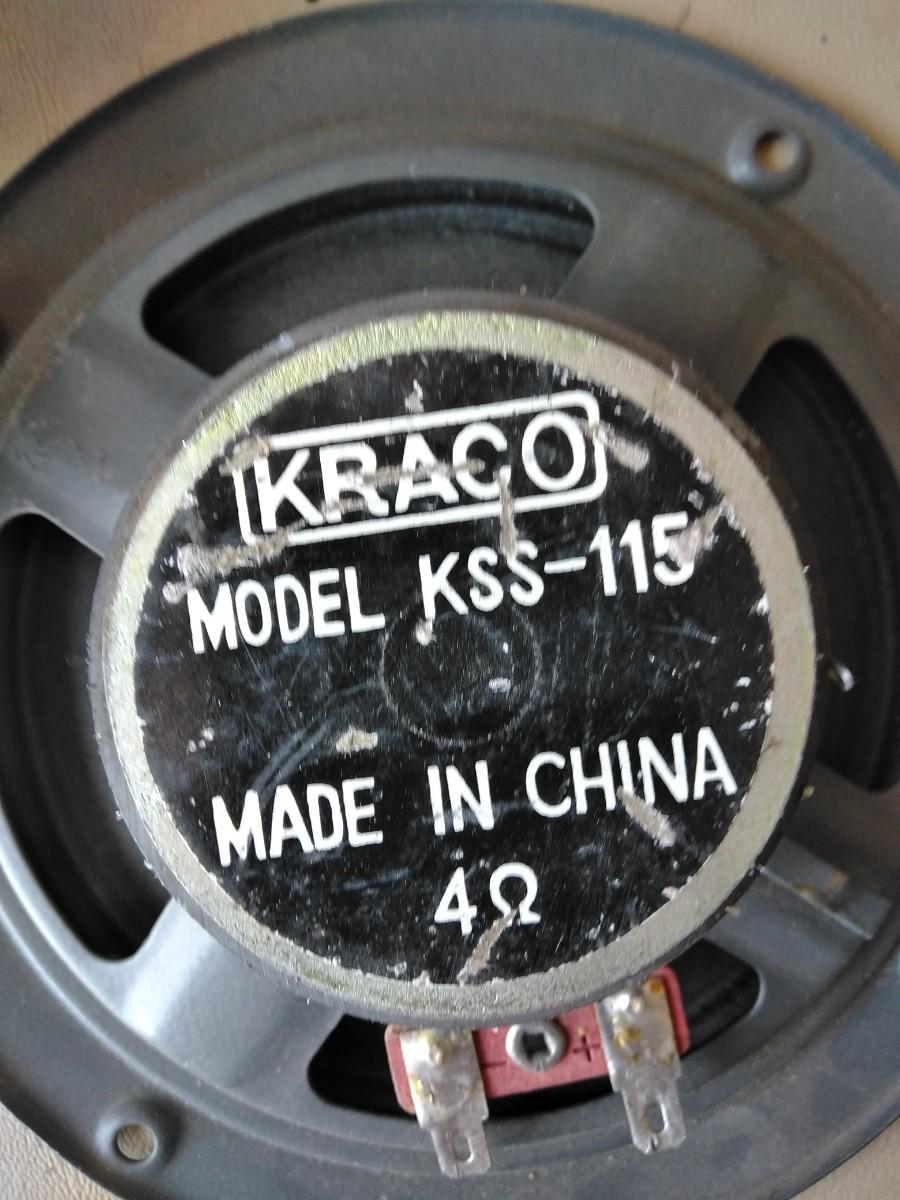 KRACO
MODEL KSS-115
MADE IN CHINA
4Ω
- +